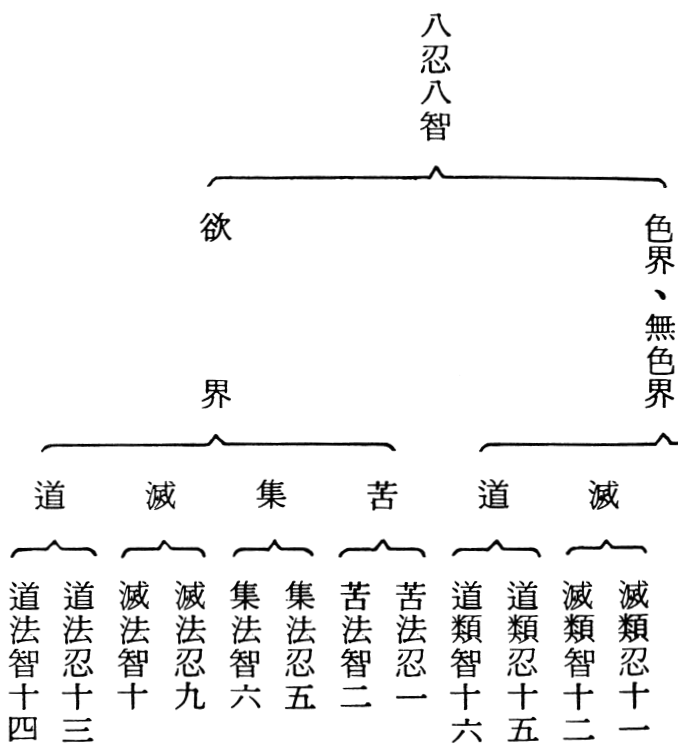 八忍八智
色界、無色界
欲界
滅
道
苦
集
滅
道
滅類忍十一
滅類智十二
道類忍十五
道類智十六
苦法忍一
苦法智二
集法忍五
集法智六
滅法忍九
滅法智十
道法忍十三
道法智十四